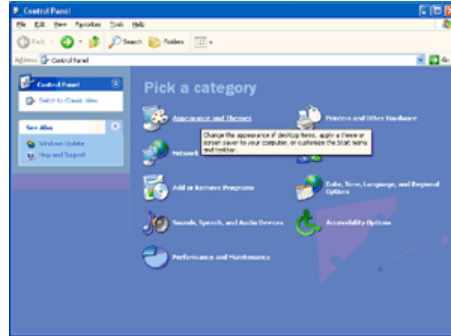 Control Panel
File Edit View Favorites Tools Help
Back Search Folders
Address Control Panel Go
Control Panel
Switch to Classic View
See Also
Windows Update
Help and Support
Pick a category
Appearance and Themes
Printers and Other Hardware
Change the appearance of desktop items, apply a theme or
screen saver to your computer, or customize the Start menu
and taskbar.
Network
Add or Remove Programs
Date, Time, Language, and Regional
Options
Sounds, Speech, and Audio Devices
Accessibility Options
Performance and Maintenance